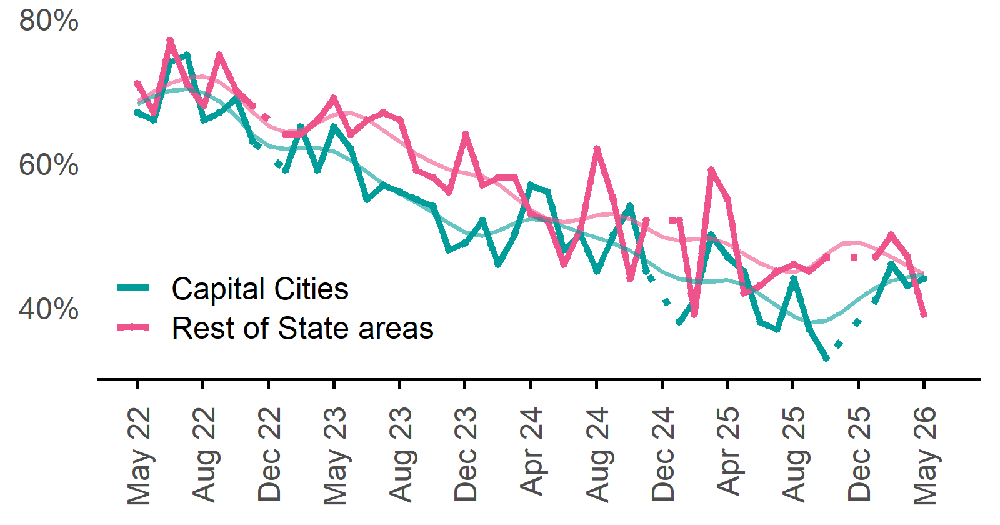 80%
60%
40%
Capital Cities
Rest of State areas
May 22
Aug 22
Dec 22
May 23
Aug 23
Dec 23
Apr 24
Aug 24
Dec 24
Apr 25
Aug 25
Dec 25
May 26